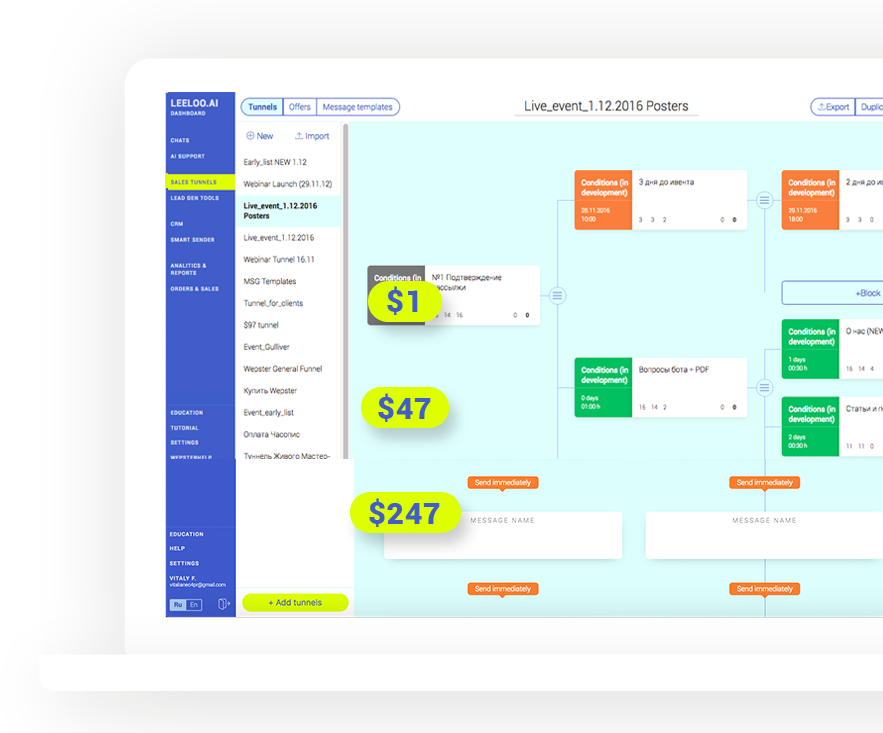 LEELOO.AI
DASHBOARD
CHATS
AI SUPPORT
SALES TUNNELS
LEAD GEN TOOLS
CRM
SMART SENDER
ANALITICS &
REPORTS
ORDERS & SALES
EDUCATION
TUTORIAL
SETTINGS
WEPSTERHELP
EDUCATION
HELP
SETTINGS
VITALY F.
vitalianec4pr@gmail.com
Ru En
Tunnels Offers Message templates
New Import
Early_list NEW 1.12
Webinar Launch (29.11.12)
Live_event_1.12.2016
Posters
Live_event_1.12.2016
Webinar Tunnel 16.11
MSG Templates
Tunnel_for_clients
$97 tunnel
Event_Gulliver
Wepster General Funnel
Купить Wepster
Event_early_list
Оплата Часопис
Туннель Живого Мастер-
+ Add tunnels
Live_event_1.12.2016 Posters
Export
Conditions (in
development)
28.11.2016
10:00
3 дня до ивента
3 3 2 0 0
Conditions (in
development)
29.11.2016
18:00
2 дня до
3 3 0
Conditions (in
№1 Подтверждение
14 16 0 0
$1
+Block
Conditions (in
development)
0 days
01:00 h
Вопросы бота + PDF
16 14 2 0 0
Conditions (in
development)
1 days
00:30 h
О нас (NEW
16 14 4
Conditions (in
development)
2 days
00:30 h
Статьи и
11 11 0
$47
Send immediately
Send immediately
$247
MESSAGE NAME
MESSAGE NAME
Send immediately
Send immediately